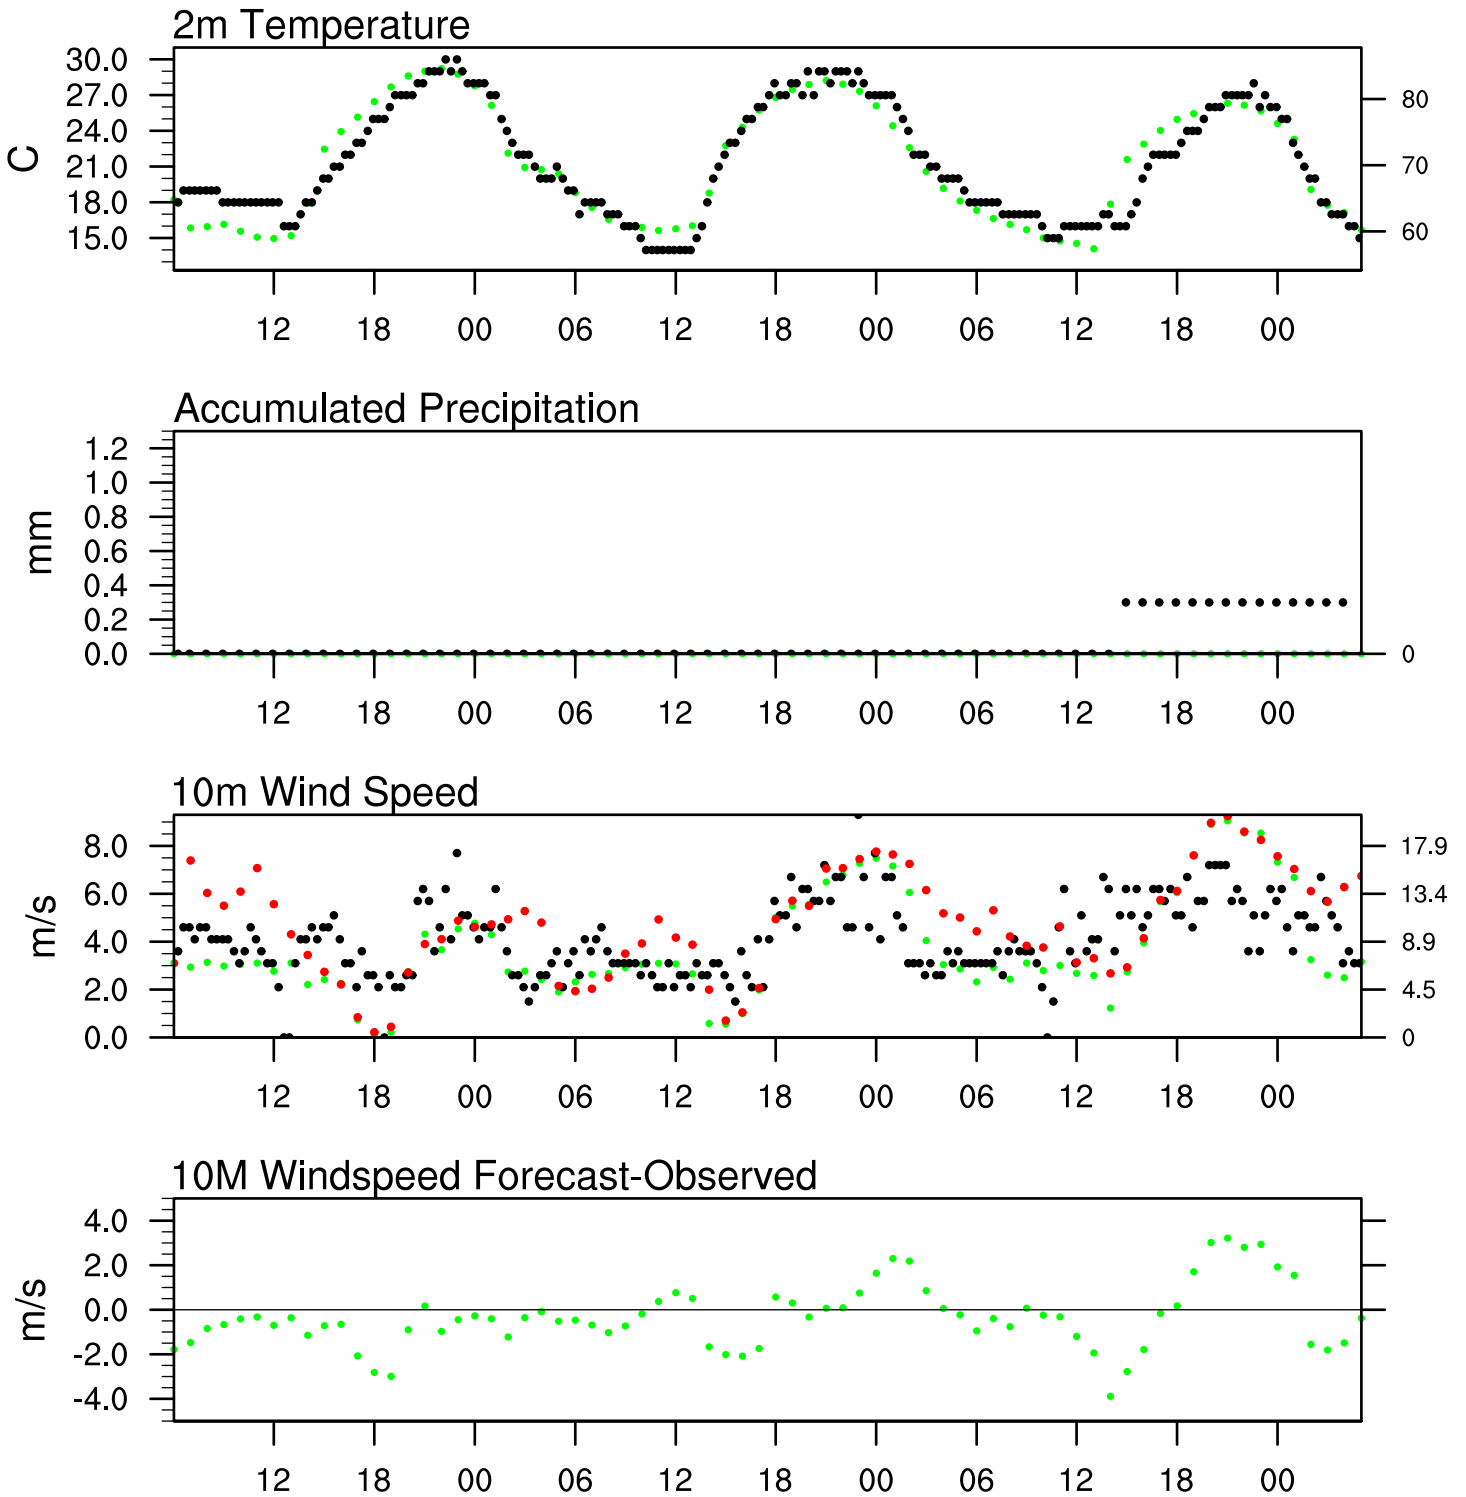 2m Temperature
30.0
27.0
24.0
21.0
18.0
15.0
C
80
70
60
12 18 00 06 12 18 00 06 12 18 00
Accumulated Precipitation
1.2
1.0
0.8
0.6
0.4
0.2
0.0
mm
0
12 18 00 06 12 18 00 06 12 18 00
10m Wind Speed
8.0
6.0
4.0
2.0
0.0
m/s
17.9
13.4
8.9
4.5
0
12 18 00 06 12 18 00 06 12 18 00
10M Windspeed Forecast-Observed
4.0
2.0
0.0
-2.0
-4.0
m/s
12 18 00 06 12 18 00 06 12 18 00